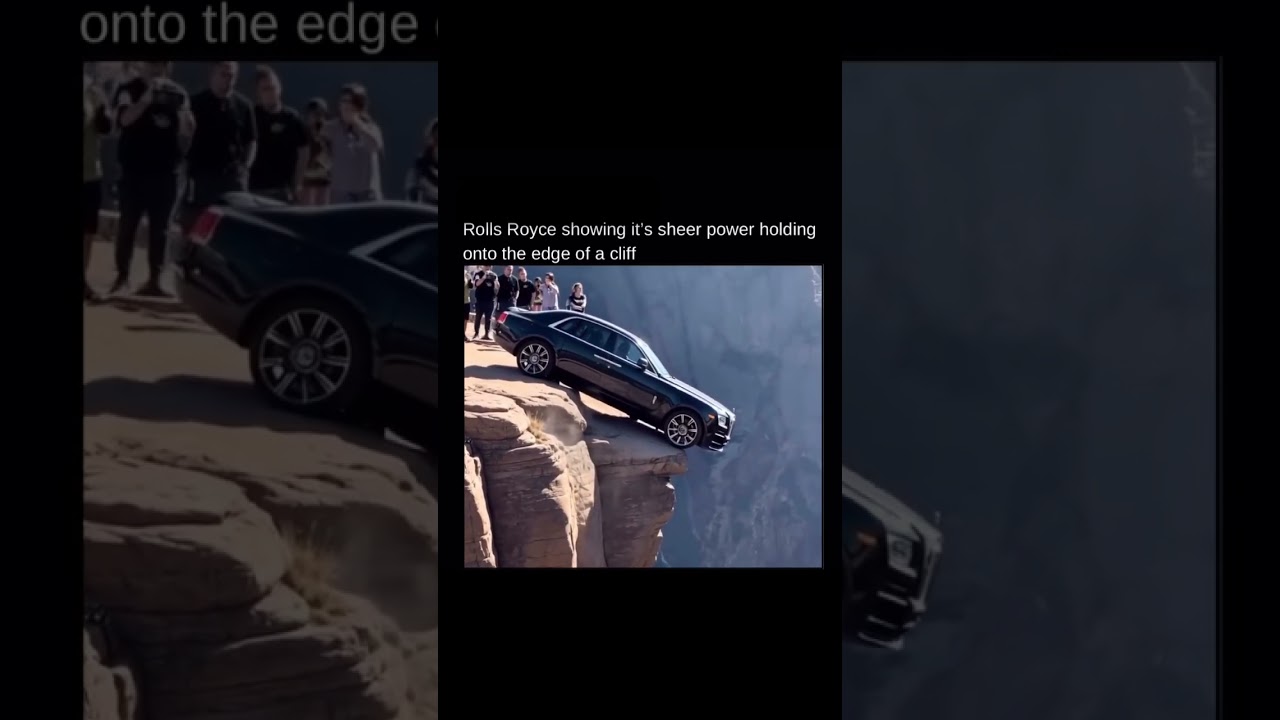 onto the edge
Rolls Royce showing it's sheer power holding
onto the edge of a cliff